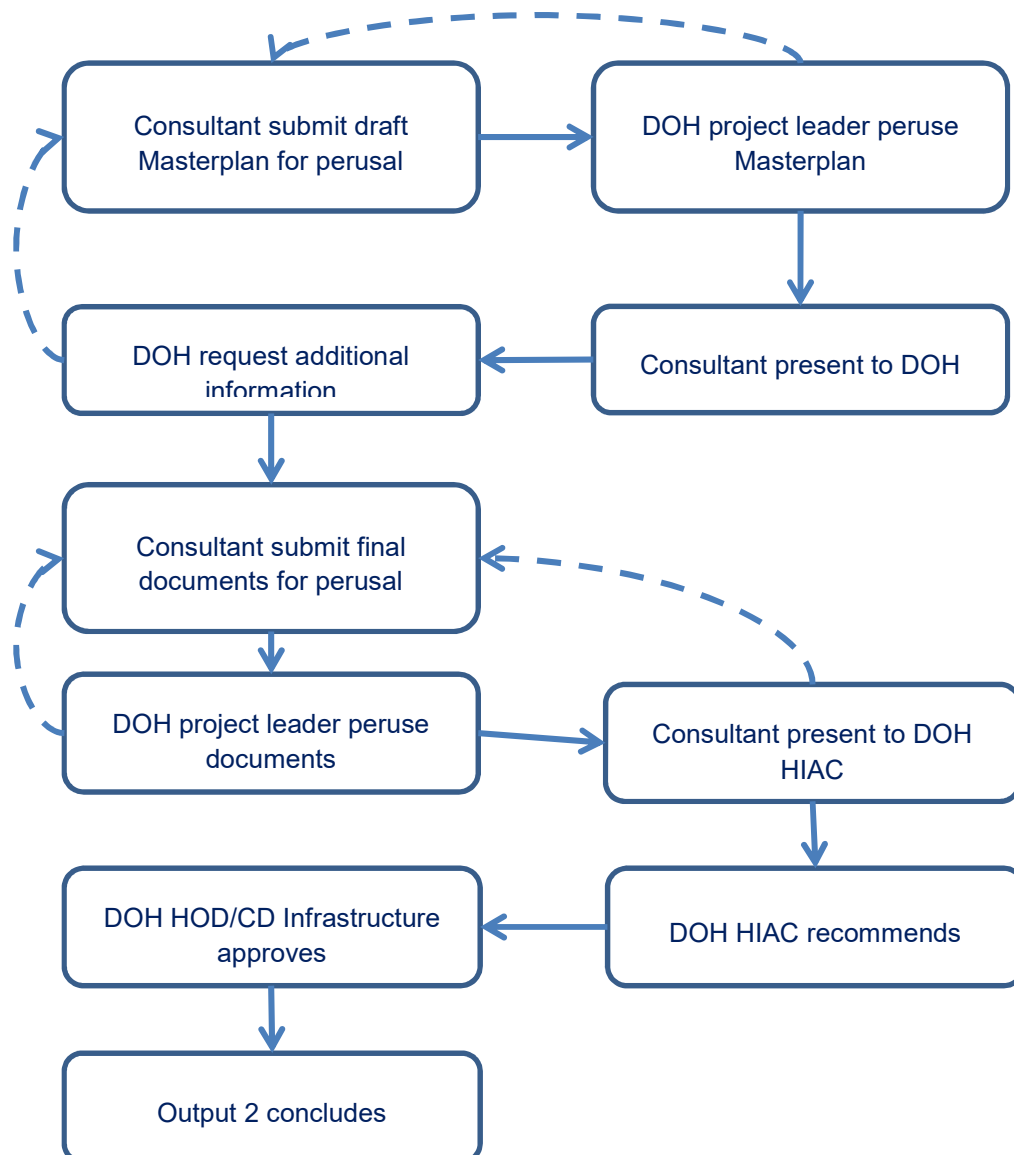 Consultant submit draft
Masterplan for perusal
DOH project leader peruse
Masterplan
DOH request additional
information
Consultant present to DOH
Consultant submit final
documents for perusal
DOH project leader peruse
documents
Consultant present to DOH
HIAC
DOH HOD/CD Infrastructure
approves
DOH HIAC recommends
Output 2 concludes